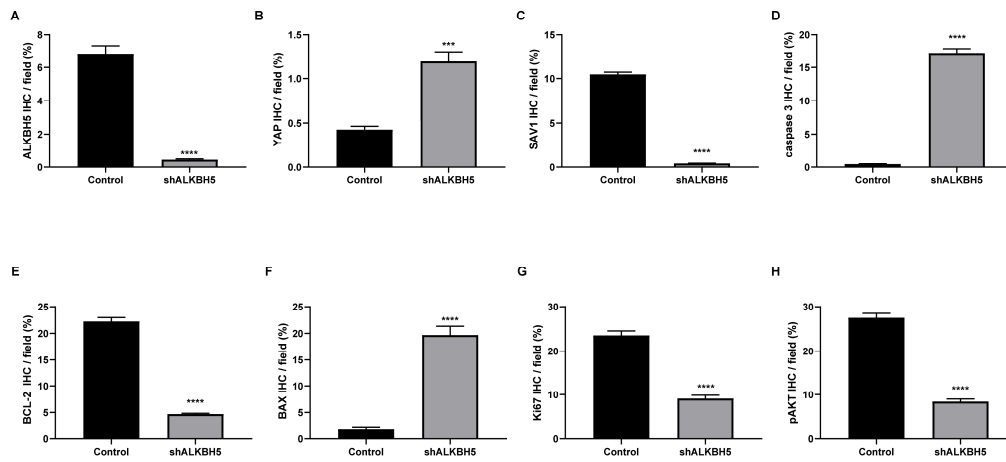 A
ALKBH5 IHC / field (%)
8
6
4
2
0
****
Control
shALKBH5
B
YAP IHC / field (%)
1.5
1.0
0.5
0.0
***
Control
shALKBH5
C
SAV1 IHC / field (%)
15
10
5
0
****
Control
shALKBH5
D
caspase 3 IHC / field (%)
20
15
10
5
0
****
Control
shALKBH5
E
BCL-2 IHC / field (%)
25
20
15
10
5
0
****
Control
shALKBH5
F
BAX IHC / field (%)
25
20
15
10
5
0
****
Control
shALKBH5
G
Ki67 IHC / field (%)
30
20
10
0
****
Control
shALKBH5
H
pAKT IHC / field (%)
30
20
10
0
****
Control
shALKBH5